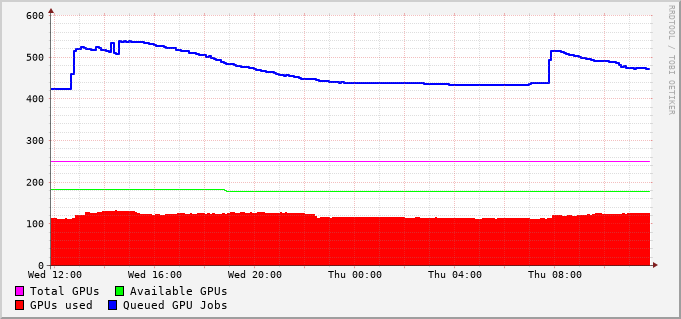 RRDTOOL / TOBI OETIKER
600
500
400
300
200
100
0
Wed 12:00 Wed 16:00 Wed 20:00 Thu 00:00 Thu 04:00 Thu 08:00
Total GPUs Available GPUs
GPUs used Queued GPU Jobs